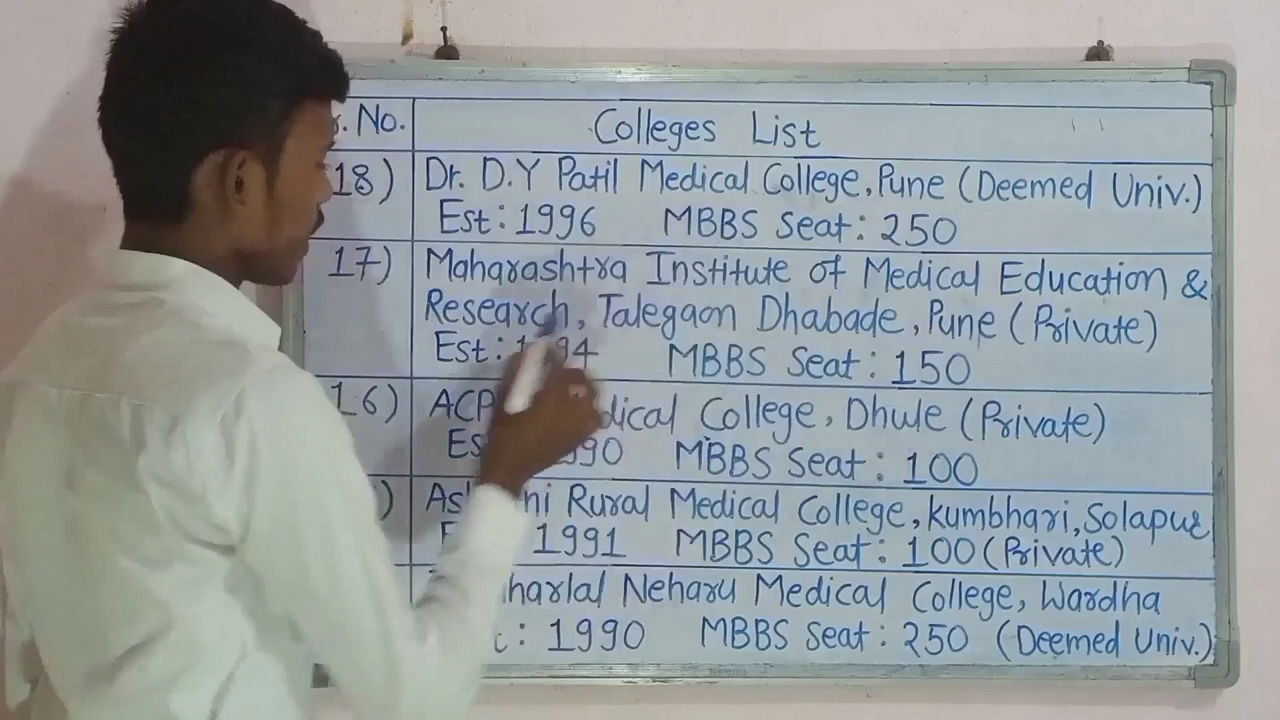 No. Colleges List
18) Dr. D.Y Patil Medical College, Pune (Deemed Univ.)
Est: 1996 MBBS Seat: 250
17) Maharashtra Institute of Medical Education &
Research, Talegaon Dhabade, Pune (Private)
Est: MBBS Seat: 150
16) College, Dhule (Private)
MBBS Seat: 100
Rural Medical College, Kumbhari, Solapur
1991 MBBS Seat: 100 (Private)
Neharu Medical College, Wardha
1990 MBBS Seat: 250 (Deemed Univ.)